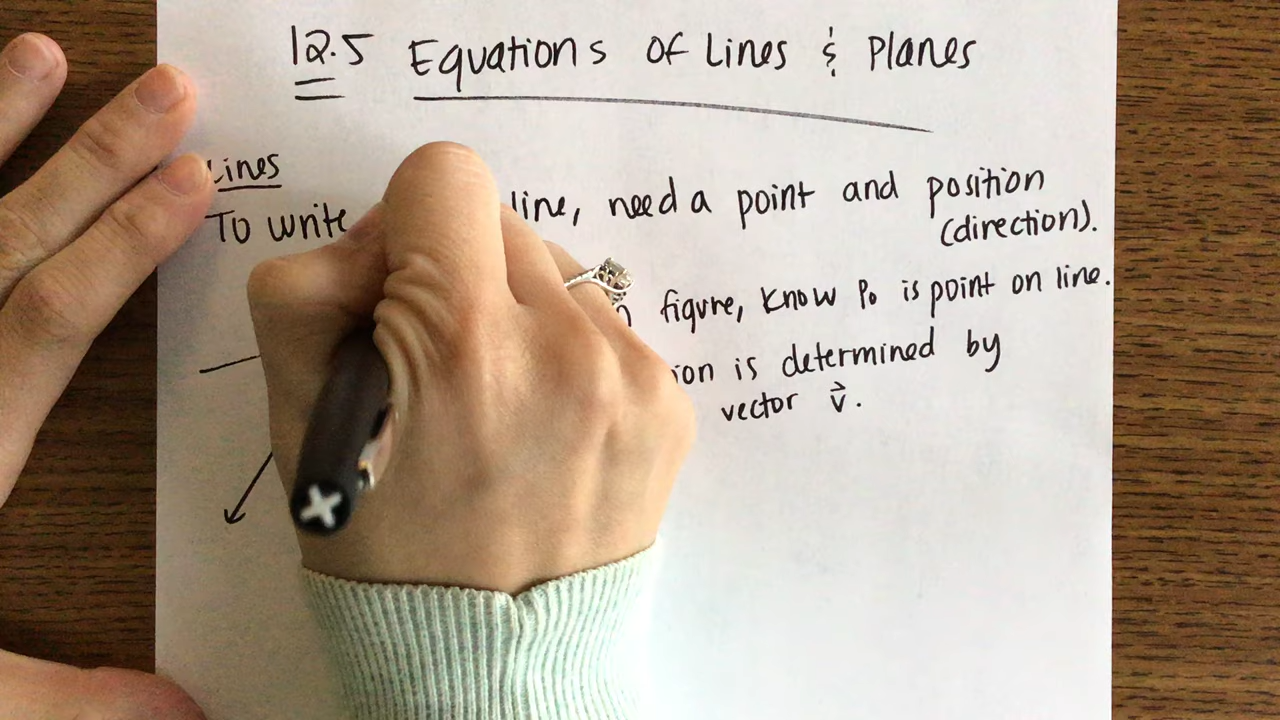 12.5 Equations of Lines & Planes
Lines
To write line, need a point and position
(direction).
figure, know P₀ is point on line.
is determined by
vector v⃗.